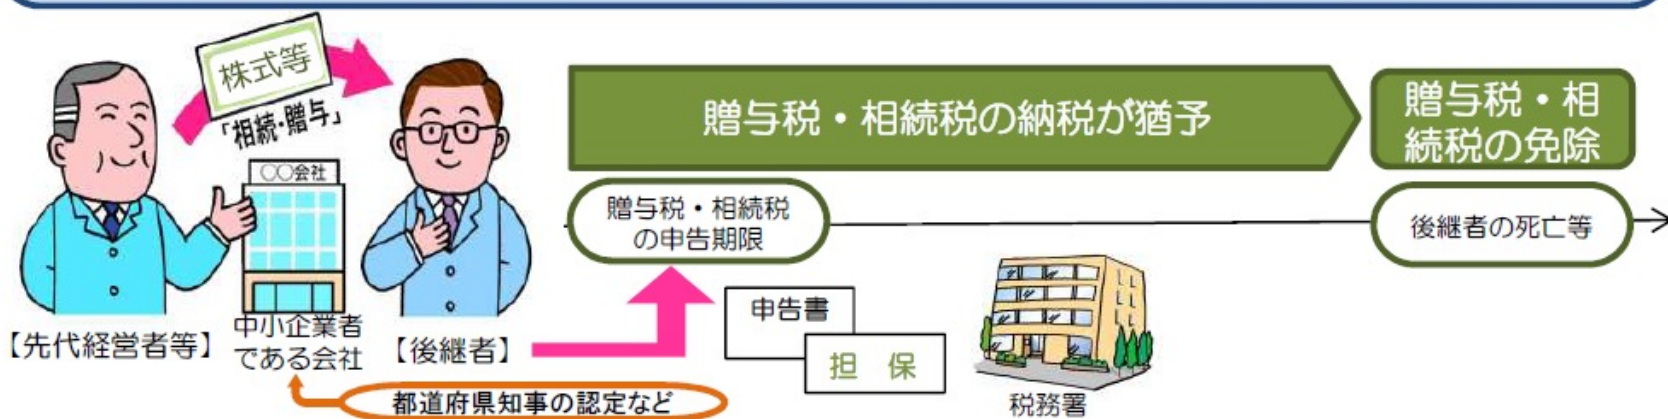 株式等
「相続・贈与」
〇〇会社
【先代経営者等】
中小企業者
である会社
【後継者】
都道府県知事の認定など
贈与税・相続税の納税が猶予
贈与税・相
続税の免除
贈与税・相続税
の申告期限
後継者の死亡等
申告書
担　保
税務署